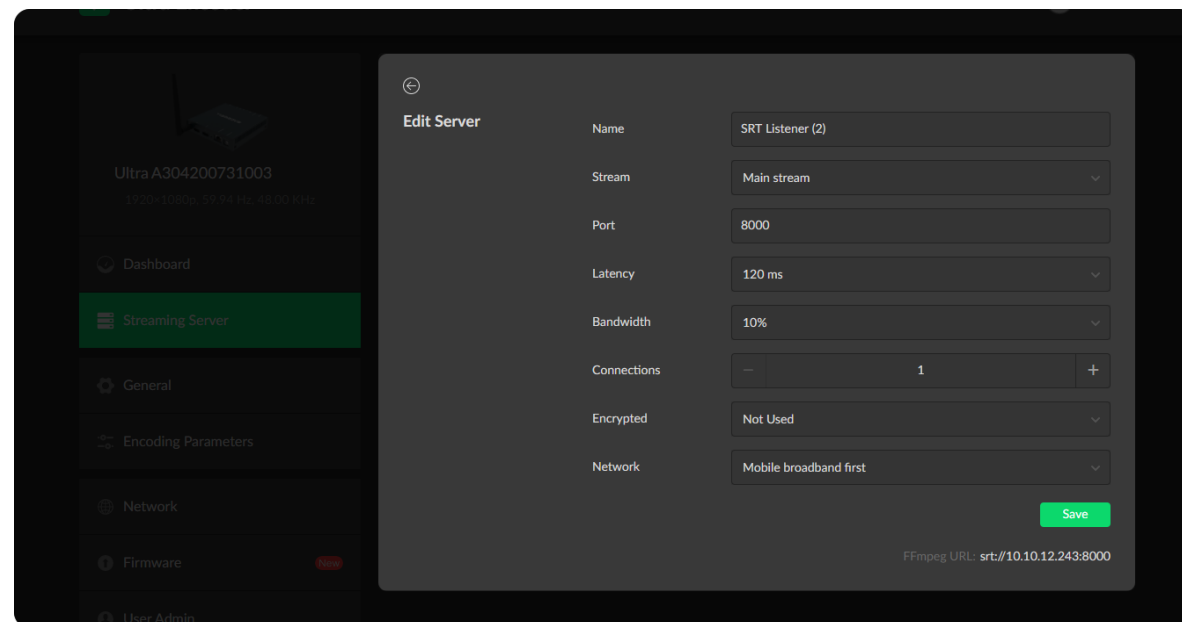 Ultra A304200731003
1920×1080p, 59.94 Hz, 48.00 KHz
Dashboard
Streaming Server
General
Encoding Parameters
Network
Firmware New
User Admin
Edit Server
Name SRT Listener (2)
Stream Main stream
Port 8000
Latency 120 ms
Bandwidth 10%
Connections − 1 +
Encrypted Not Used
Network Mobile broadband first
Save
FFmpeg URL: srt://10.10.12.243:8000